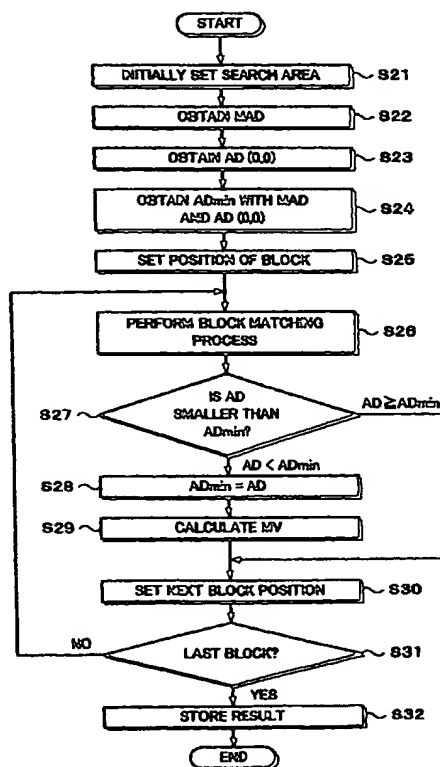 START
INITIALLY SET SEARCH AREA
S21
OBTAIN MAD
S22
OBTAIN AD (0,0)
S23
OBTAIN ADmin WITH MAD
AND AD (0,0)
S24
SET POSITION OF BLOCK
S25
PERFORM BLOCK MATCHING
PROCESS
S26
IS AD
SMALLER THAN
ADmin?
S27
AD ≧ ADmin
AD < ADmin
S28
ADmin = AD
S29
CALCULATE MV
SET NEXT BLOCK POSITION
S30
NO
LAST BLOCK?
S31
YES
STORE RESULT
S32
END